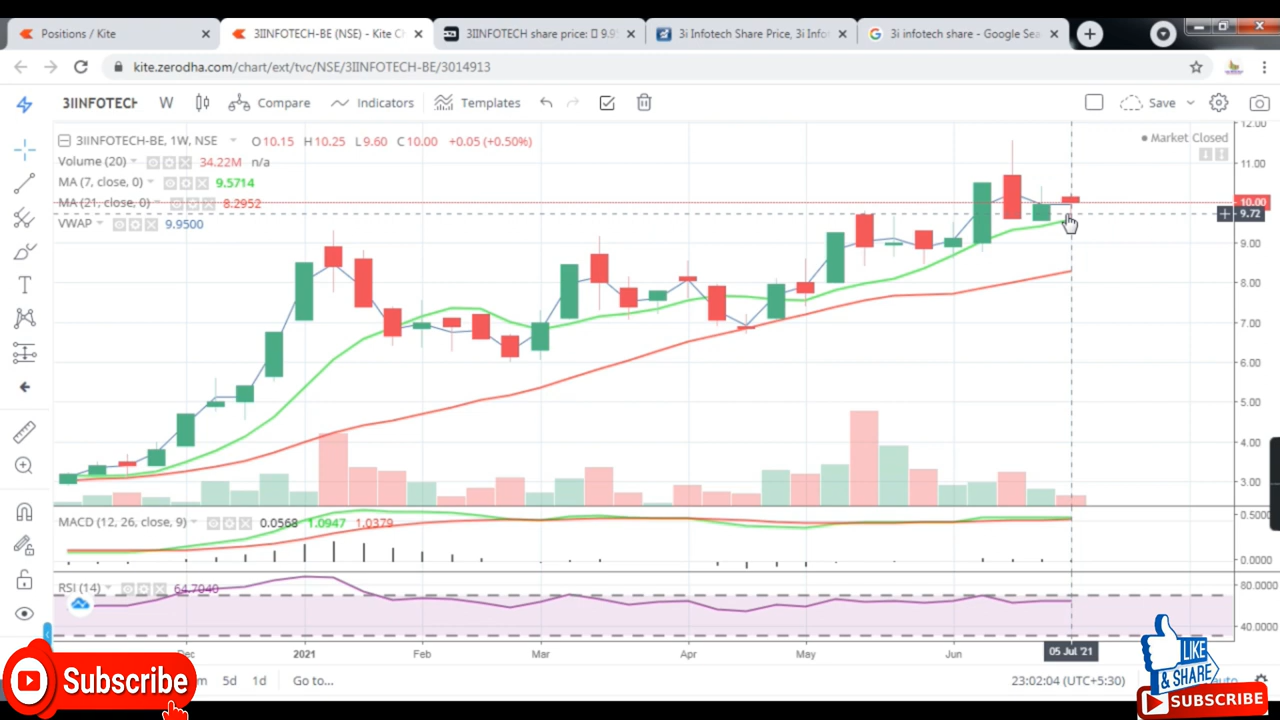 Positions / Kite
3IINFOTECH-BE (NSE) - Kite C
3IINFOTECH share price:
3i Infotech Share Price, 3i Info
3i infotech share - Google Sea
kite.zerodha.com/chart/ext/tvc/NSE/3IINFOTECH-BE/3014913
3IINFOTECH W Compare Indicators Templates Save
3IINFOTECH-BE, 1W, NSE O10.15 H10.25 L9.60 C10.00 +0.05 (+0.50%)
Market Closed
Volume (20) 34.22M n/a
MA (7, close, 0) 9.5714
MA (21, close, 0) 8.2952
VWAP 9.9500
12.00
11.00
10.00
9.72
9.00
8.00
7.00
6.00
5.00
4.00
3.00
MACD (12, 26, close, 9) 0.0568 1.0947 1.0379
0.5000
0.0000
RSI (14) 64.7040
80.0000
40.0000
Dec 2021 Feb Mar Apr May Jun 05 Jul '21
5d 1d Go to... 23:02:04 (UTC+5:30) auto
Subscribe
LIKE
& SHARE
SUBSCRIBE